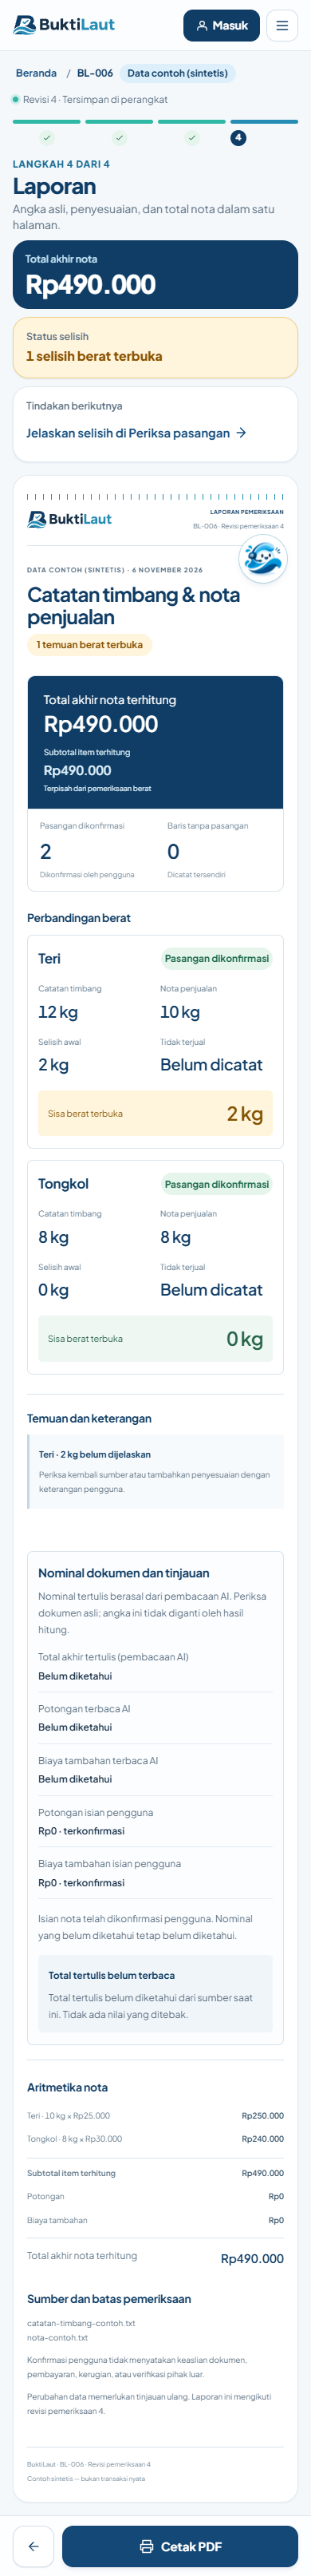 BuktiLaut
Masuk
Beranda / BL-006 Data contoh (sintetis)
Revisi 4 · Tersimpan di perangkat
4
LANGKAH 4 DARI 4
Laporan
Angka asli, penyesuaian, dan total nota dalam satu
halaman.
Total akhir nota
Rp490.000
Status selisih
1 selisih berat terbuka
Tindakan berikutnya
Jelaskan selisih di Periksa pasangan →
BuktiLaut
LAPORAN PEMERIKSAAN
BL-006 · Revisi pemeriksaan 4
DATA CONTOH (SINTETIS) · 6 NOVEMBER 2026
Catatan timbang & nota
penjualan
1 temuan berat terbuka
Total akhir nota terhitung
Rp490.000
Subtotal item terhitung
Rp490.000
Terpisah dari pemeriksaan berat
Pasangan dikonfirmasi
2
Dikonfirmasi oleh pengguna
Baris tanpa pasangan
0
Dicatat tersendiri
Perbandingan berat
Teri
Pasangan dikonfirmasi
Catatan timbang
12 kg
Nota penjualan
10 kg
Selisih awal
2 kg
Tidak terjual
Belum dicatat
Sisa berat terbuka
2 kg
Tongkol
Pasangan dikonfirmasi
Catatan timbang
8 kg
Nota penjualan
8 kg
Selisih awal
0 kg
Tidak terjual
Belum dicatat
Sisa berat terbuka
0 kg
Temuan dan keterangan
Teri · 2 kg belum dijelaskan
Periksa kembali sumber atau tambahkan penyesuaian dengan
keterangan pengguna.
Nominal dokumen dan tinjauan
Nominal tertulis berasal dari pembacaan AI. Periksa
dokumen asli; angka ini tidak diganti oleh hasil
hitung.
Total akhir tertulis (pembacaan AI)
Belum diketahui
Potongan terbaca AI
Belum diketahui
Biaya tambahan terbaca AI
Belum diketahui
Potongan isian pengguna
Rp0 · terkonfirmasi
Biaya tambahan isian pengguna
Rp0 · terkonfirmasi
Isian nota telah dikonfirmasi pengguna. Nominal
yang belum diketahui tetap belum diketahui.
Total tertulis belum terbaca
Total tertulis belum diketahui dari sumber saat
ini. Tidak ada nilai yang ditebak.
Aritmetika nota
Teri · 10 kg × Rp25.000 Rp250.000
Tongkol · 8 kg × Rp30.000 Rp240.000
Subtotal item terhitung Rp490.000
Potongan Rp0
Biaya tambahan Rp0
Total akhir nota terhitung Rp490.000
Sumber dan batas pemeriksaan
catatan-timbang-contoh.txt
nota-contoh.txt
Konfirmasi pengguna tidak menyatakan keaslian dokumen,
pembayaran, kerugian, atau verifikasi pihak luar.
Perubahan data memerlukan tinjauan ulang. Laporan ini mengikuti
revisi pemeriksaan 4.
BuktiLaut · BL-006 · Revisi pemeriksaan 4
Contoh sintetis — bukan transaksi nyata
Cetak PDF